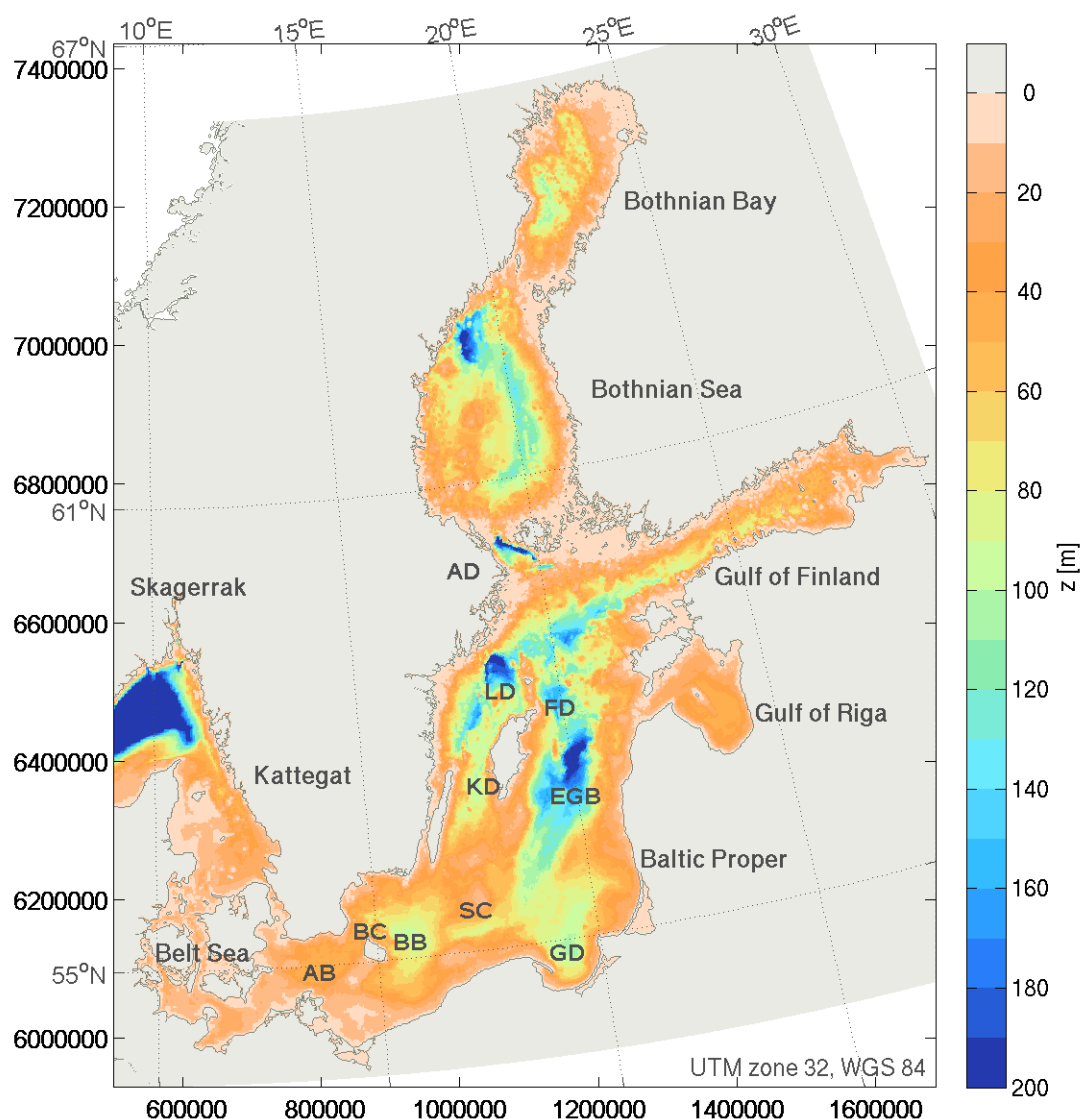 10°E 15°E 20°E 25°E 30°E
67°N
7400000
0
20
Bothnian Bay
7200000
40
7000000
Bothnian Sea
60
6800000
80
61°N
z [m]
AD
Gulf of Finland
100
Skagerrak
6600000
120
LD
FD
Gulf of Riga
6400000
Kattegat
KD
EGB
140
Baltic Proper
6200000
160
SC
BC
BB
Belt Sea
AB
GD
55°N
180
6000000
UTM zone 32, WGS 84
200
600000 800000 1000000 1200000 1400000 1600000